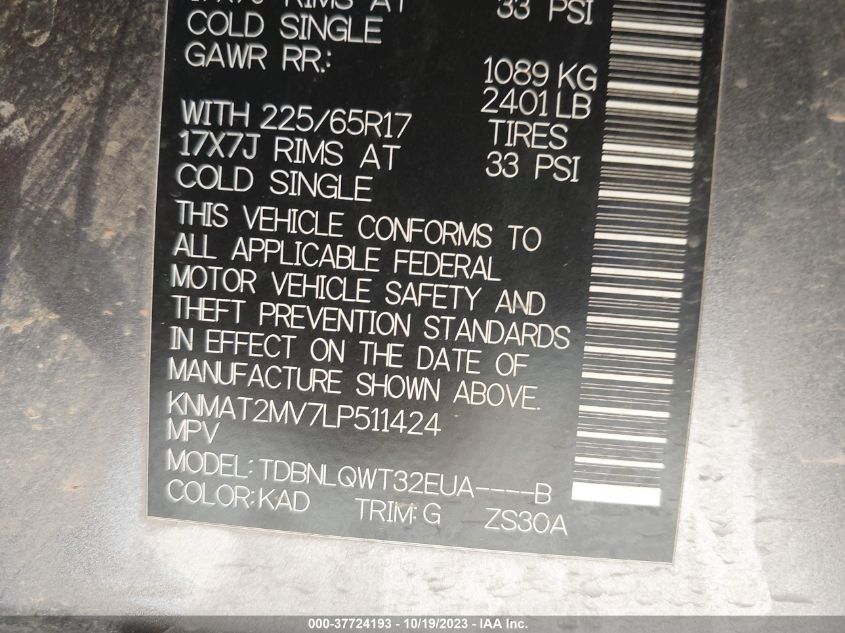 17X7J RIMS AT 33 PSI
COLD SINGLE
GAWR RR.: 1089 KG
2401 LB
WITH 225/65R17 TIRES
17X7J RIMS AT 33 PSI
COLD SINGLE
THIS VEHICLE CONFORMS TO
ALL APPLICABLE FEDERAL
MOTOR VEHICLE SAFETY AND
THEFT PREVENTION STANDARDS
IN EFFECT ON THE DATE OF
MANUFACTURE SHOWN ABOVE.
KNMAT2MV7LP511424
MPV
MODEL: TDBNLQWT32EUA----B
COLOR: KAD TRIM: G ZS30A
000-37724193 - 10/19/2023 - IAA Inc.